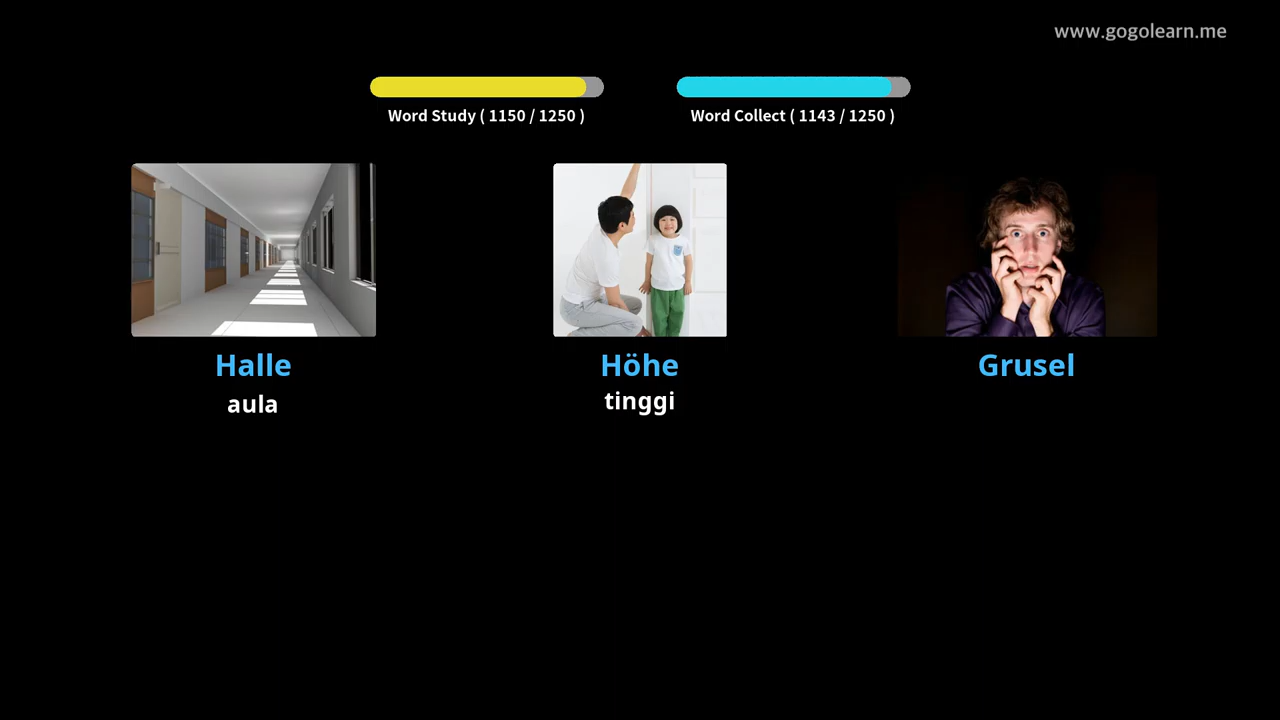 www.gogolearn.me
Word Study ( 1150 / 1250 )
Word Collect ( 1143 / 1250 )
Halle
Höhe
Grusel
aula
tinggi